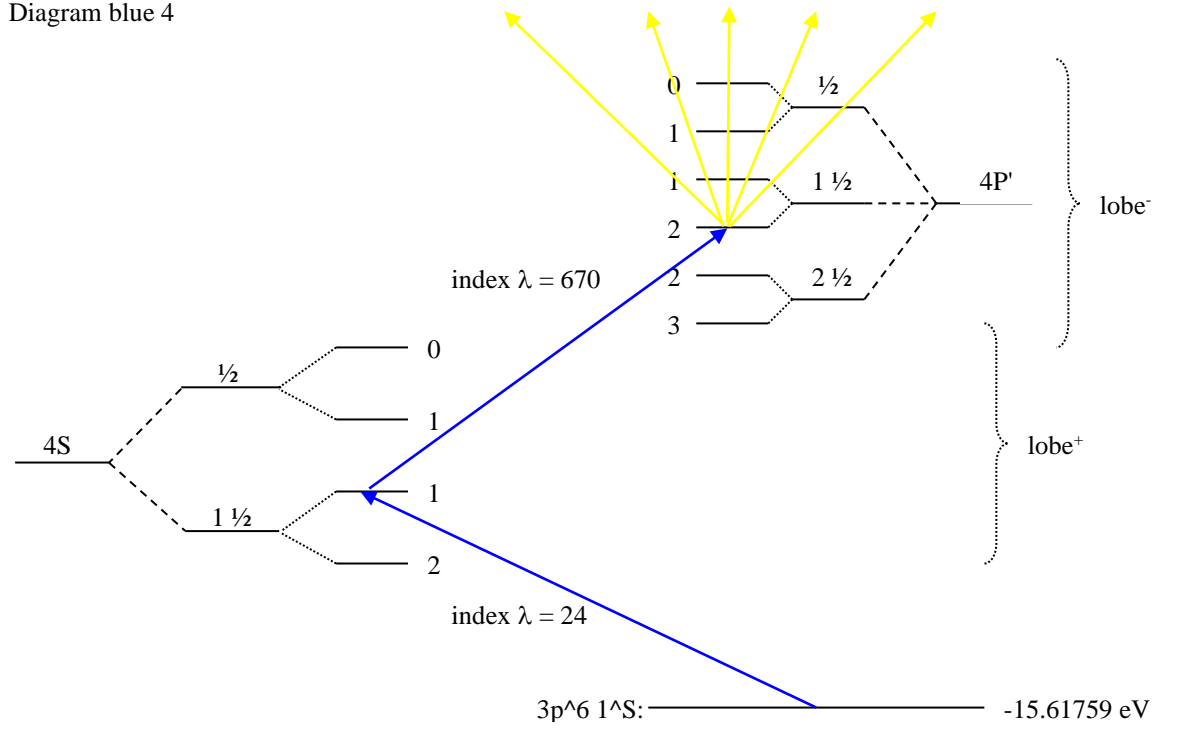 Diagram blue 4
0
½
1
1
1 ½
4P'
2
lobe⁻
index λ = 670
2
2 ½
3
0
½
1
4S
lobe⁺
1
1 ½
2
index λ = 24
3p^6 1^S:
-15.61759 eV